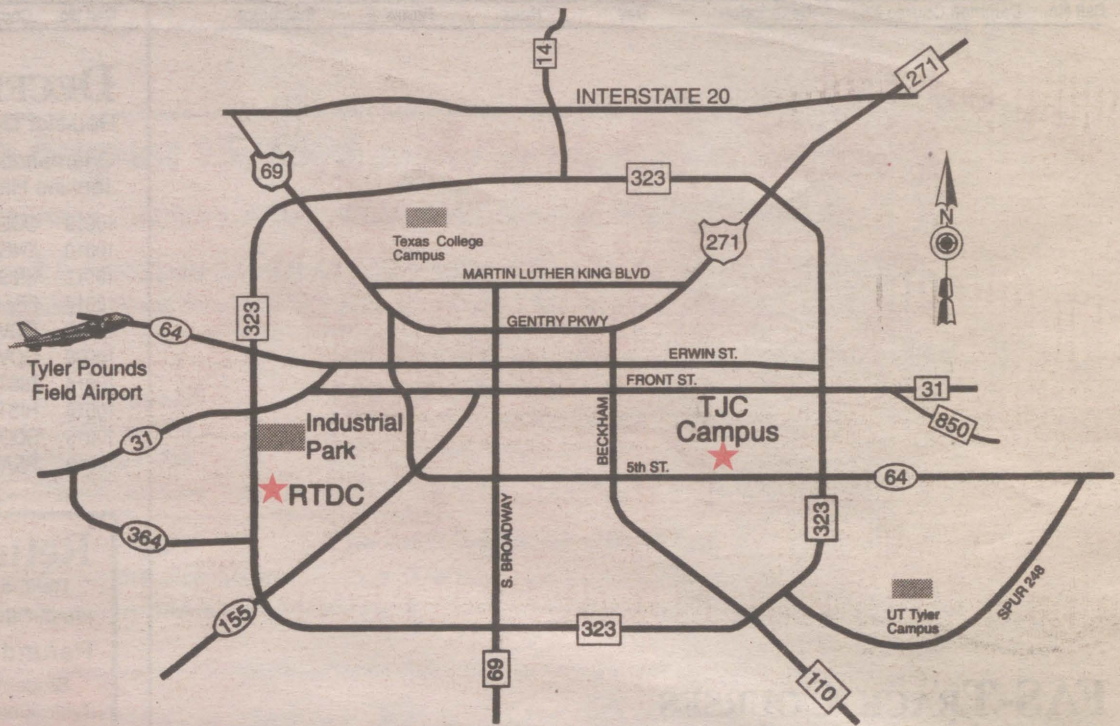 14
271
INTERSTATE 20
69
323
Texas College
Campus
271
N
MARTIN LUTHER KING BLVD
323
64
GENTRY PKWY
Tyler Pounds
Field Airport
ERWIN ST.
FRONT ST.
31
31
Industrial
Park
BECKHAM
TJC
Campus
850
5th ST.
64
RTDC
364
S. BROADWAY
323
155
323
UT Tyler
Campus
SPUR 248
69
110